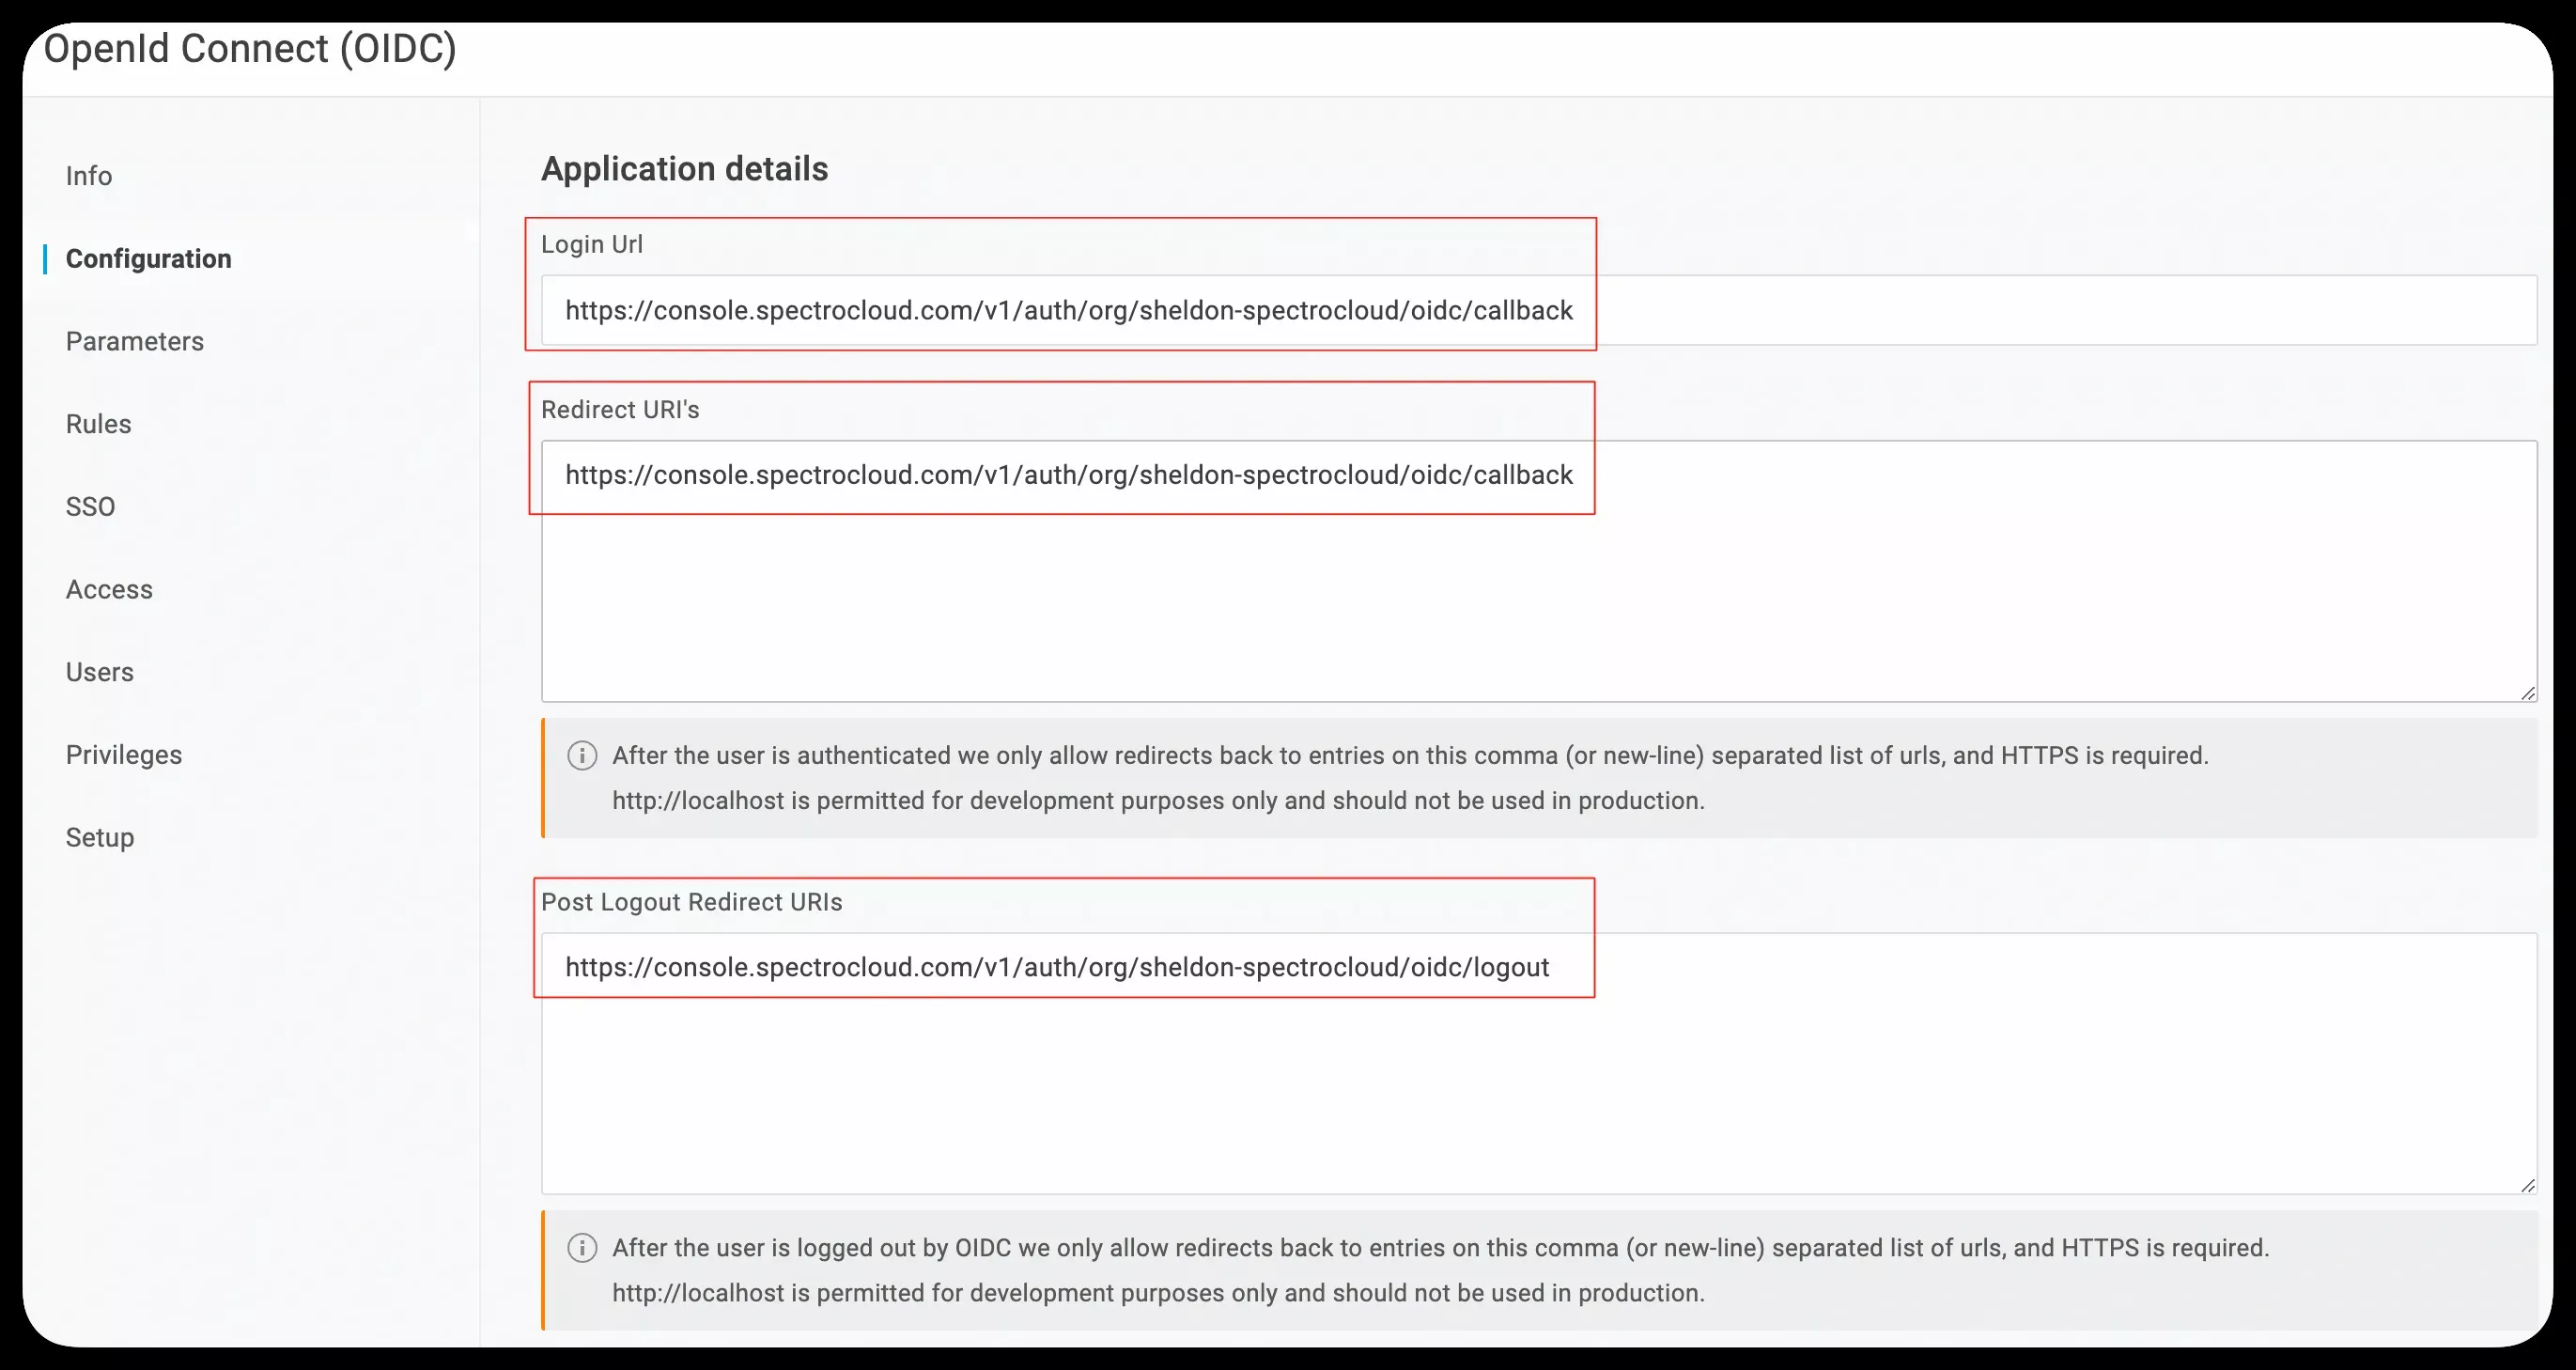 OpenId Connect (OIDC)
Info
Configuration
Parameters
Rules
SSO
Access
Users
Privileges
Setup
Application details
Login Url
https://console.spectrocloud.com/v1/auth/org/sheldon-spectrocloud/oidc/callback
Redirect URI's
https://console.spectrocloud.com/v1/auth/org/sheldon-spectrocloud/oidc/callback
After the user is authenticated we only allow redirects back to entries on this comma (or new-line) separated list of urls, and HTTPS is required.
http://localhost is permitted for development purposes only and should not be used in production.
Post Logout Redirect URIs
https://console.spectrocloud.com/v1/auth/org/sheldon-spectrocloud/oidc/logout
After the user is logged out by OIDC we only allow redirects back to entries on this comma (or new-line) separated list of urls, and HTTPS is required.
http://localhost is permitted for development purposes only and should not be used in production.